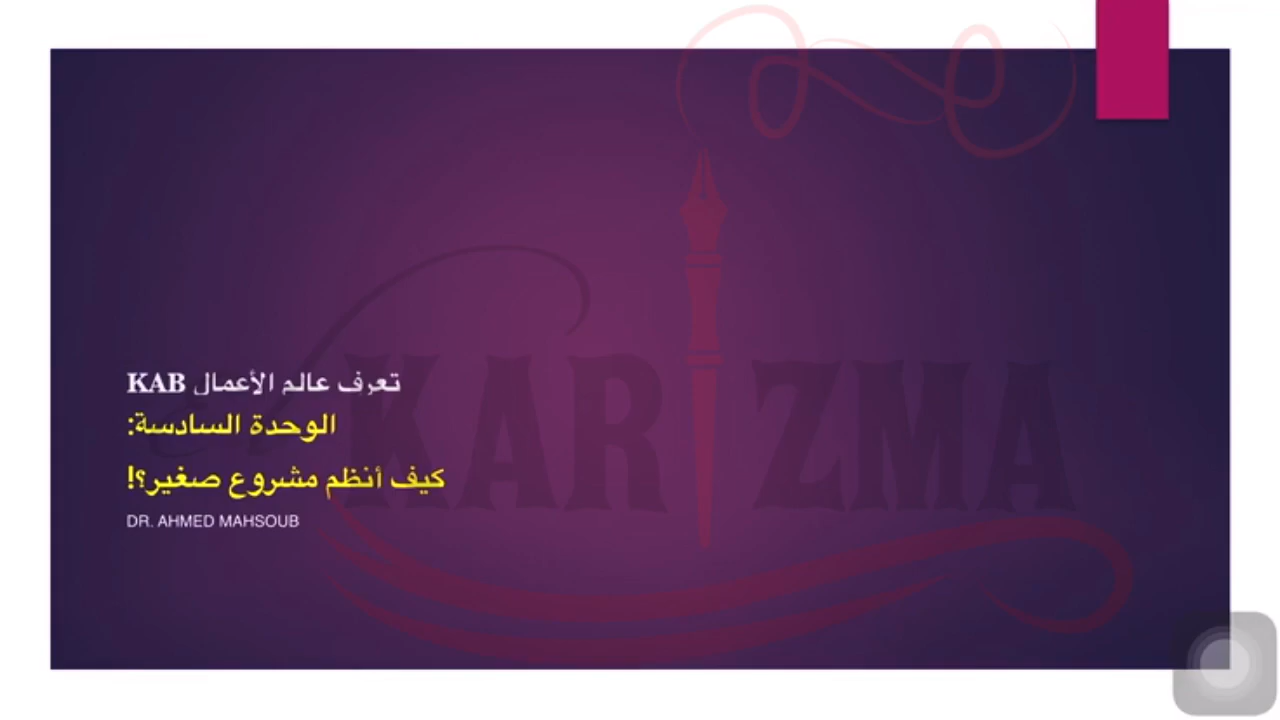 تعرف عالم الأعمال KAB
الوحدة السادسة:
كيف أنظم مشروع صغير؟!
DR. AHMED MAHSOUB
KARIZMA